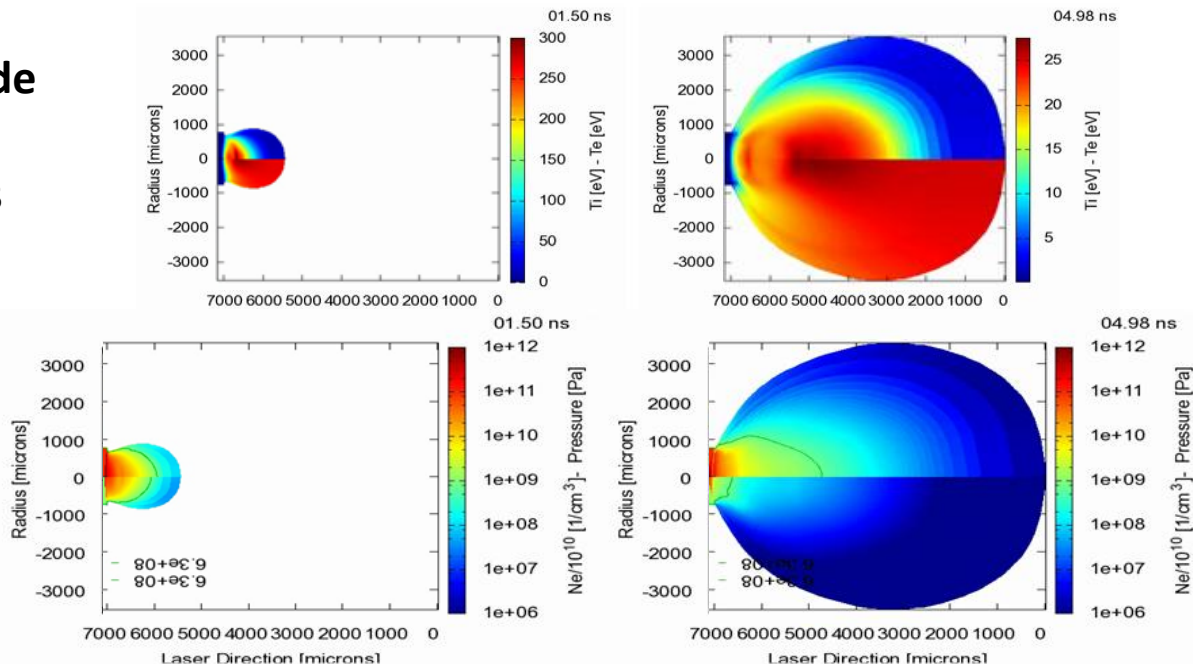 de
s
01.50 ns
3000
2000
1000
0
-1000
-2000
-3000
Radius [microns]
7000 6000 5000 4000 3000 2000 1000 0
300
250
200
150
100
50
0
Ti [eV] - Te [eV]
04.98 ns
3000
2000
1000
0
-1000
-2000
-3000
Radius [microns]
7000 6000 5000 4000 3000 2000 1000 0
25
20
15
10
5
Ti [eV] - Te [eV]
01.50 ns
3000
2000
1000
0
-1000
-2000
-3000
Radius [microns]
6.3e+08
6.3e+08
7000 6000 5000 4000 3000 2000 1000 0
Laser Direction [microns]
1e+12
1e+11
1e+10
1e+09
1e+08
1e+07
1e+06
Ne/10^10 [1/cm^3]- Pressure [Pa]
04.98 ns
3000
2000
1000
0
-1000
-2000
-3000
Radius [microns]
6.3e+08
6.3e+08
7000 6000 5000 4000 3000 2000 1000 0
Laser Direction [microns]
1e+12
1e+11
1e+10
1e+09
1e+08
1e+07
1e+06
Ne/10^10 [1/cm^3]- Pressure [Pa]